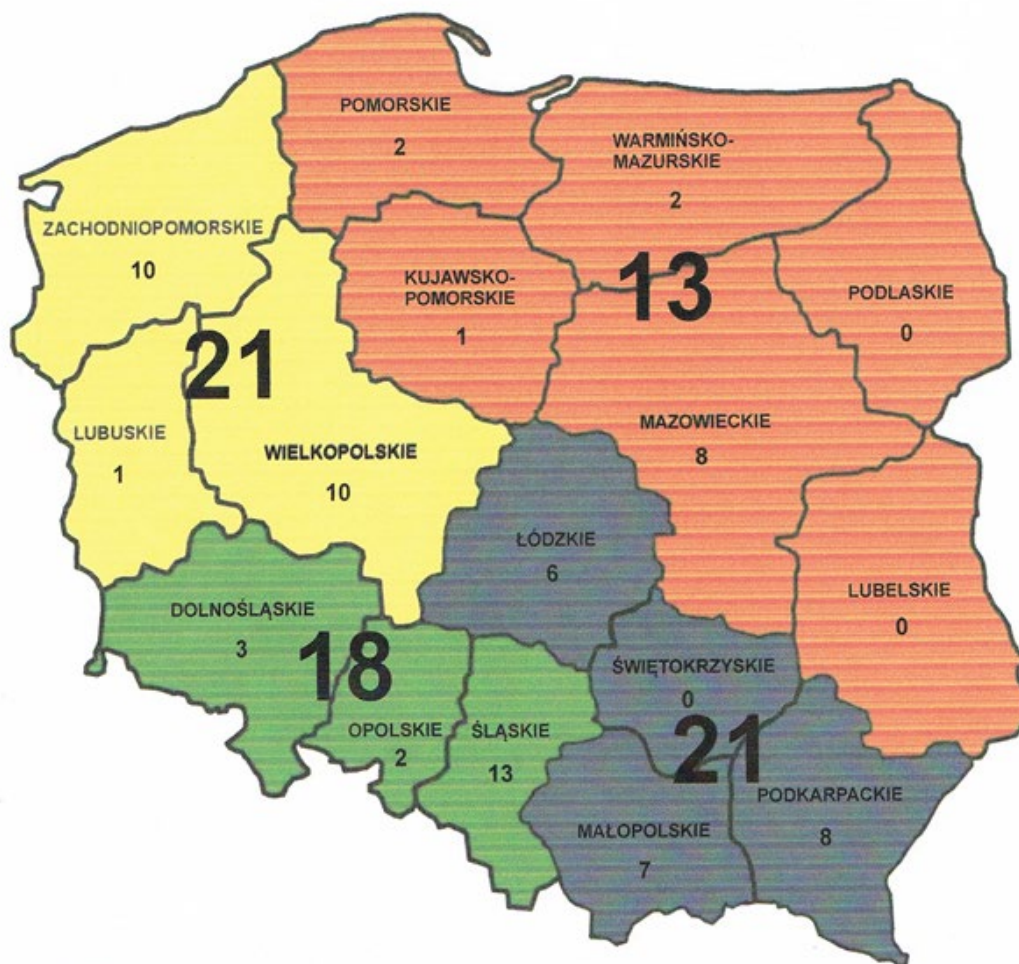 POMORSKIE
2
WARMIŃSKO-
MAZURSKIE
2
ZACHODNIOPOMORSKIE
10
KUJAWSKO-
POMORSKIE
1
13
PODLASKIE
0
21
LUBUSKIE
1
WIELKOPOLSKIE
10
MAZOWIECKIE
8
ŁÓDZKIE
6
LUBELSKIE
0
DOLNOŚLĄSKIE
3
18
OPOLSKIE
2
ŚLĄSKIE
13
ŚWIĘTOKRZYSKIE
0
21
PODKARPACKIE
8
MAŁOPOLSKIE
7